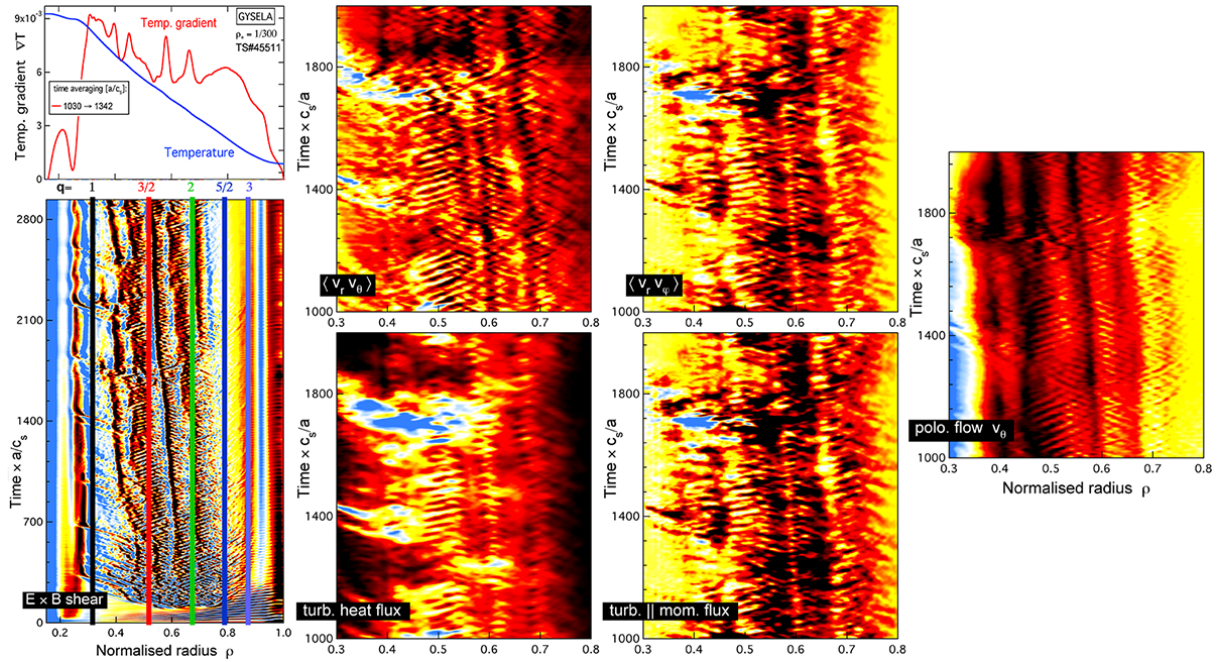 Temp. gradient ∇T
9×10⁻³
6
3
0
Temp. gradient
GYSELA
ρ* = 1/300
TS#45511
time averaging [a/cs]:
1030 → 1342
Temperature
q= 1 3/2 2 5/2 3
Time × a/cs
2800
2100
1400
700
0
E × B shear
0.2 0.4 0.6 0.8 1.0
Normalised radius ρ
Time × cs/a
1800
1400
1000
⟨ vr vθ ⟩
0.3 0.4 0.5 0.6 0.7 0.8
Time × cs/a
1800
1400
1000
⟨ vr vφ ⟩
0.3 0.4 0.5 0.6 0.7 0.8
Time × cs/a
1800
1400
1000
turb. heat flux
0.3 0.4 0.5 0.6 0.7 0.8
Time × cs/a
1800
1400
1000
turb. || mom. flux
0.3 0.4 0.5 0.6 0.7 0.8
Time × cs/a
1800
1400
1000
polo. flow vθ
0.3 0.4 0.5 0.6 0.7 0.8
Normalised radius ρ